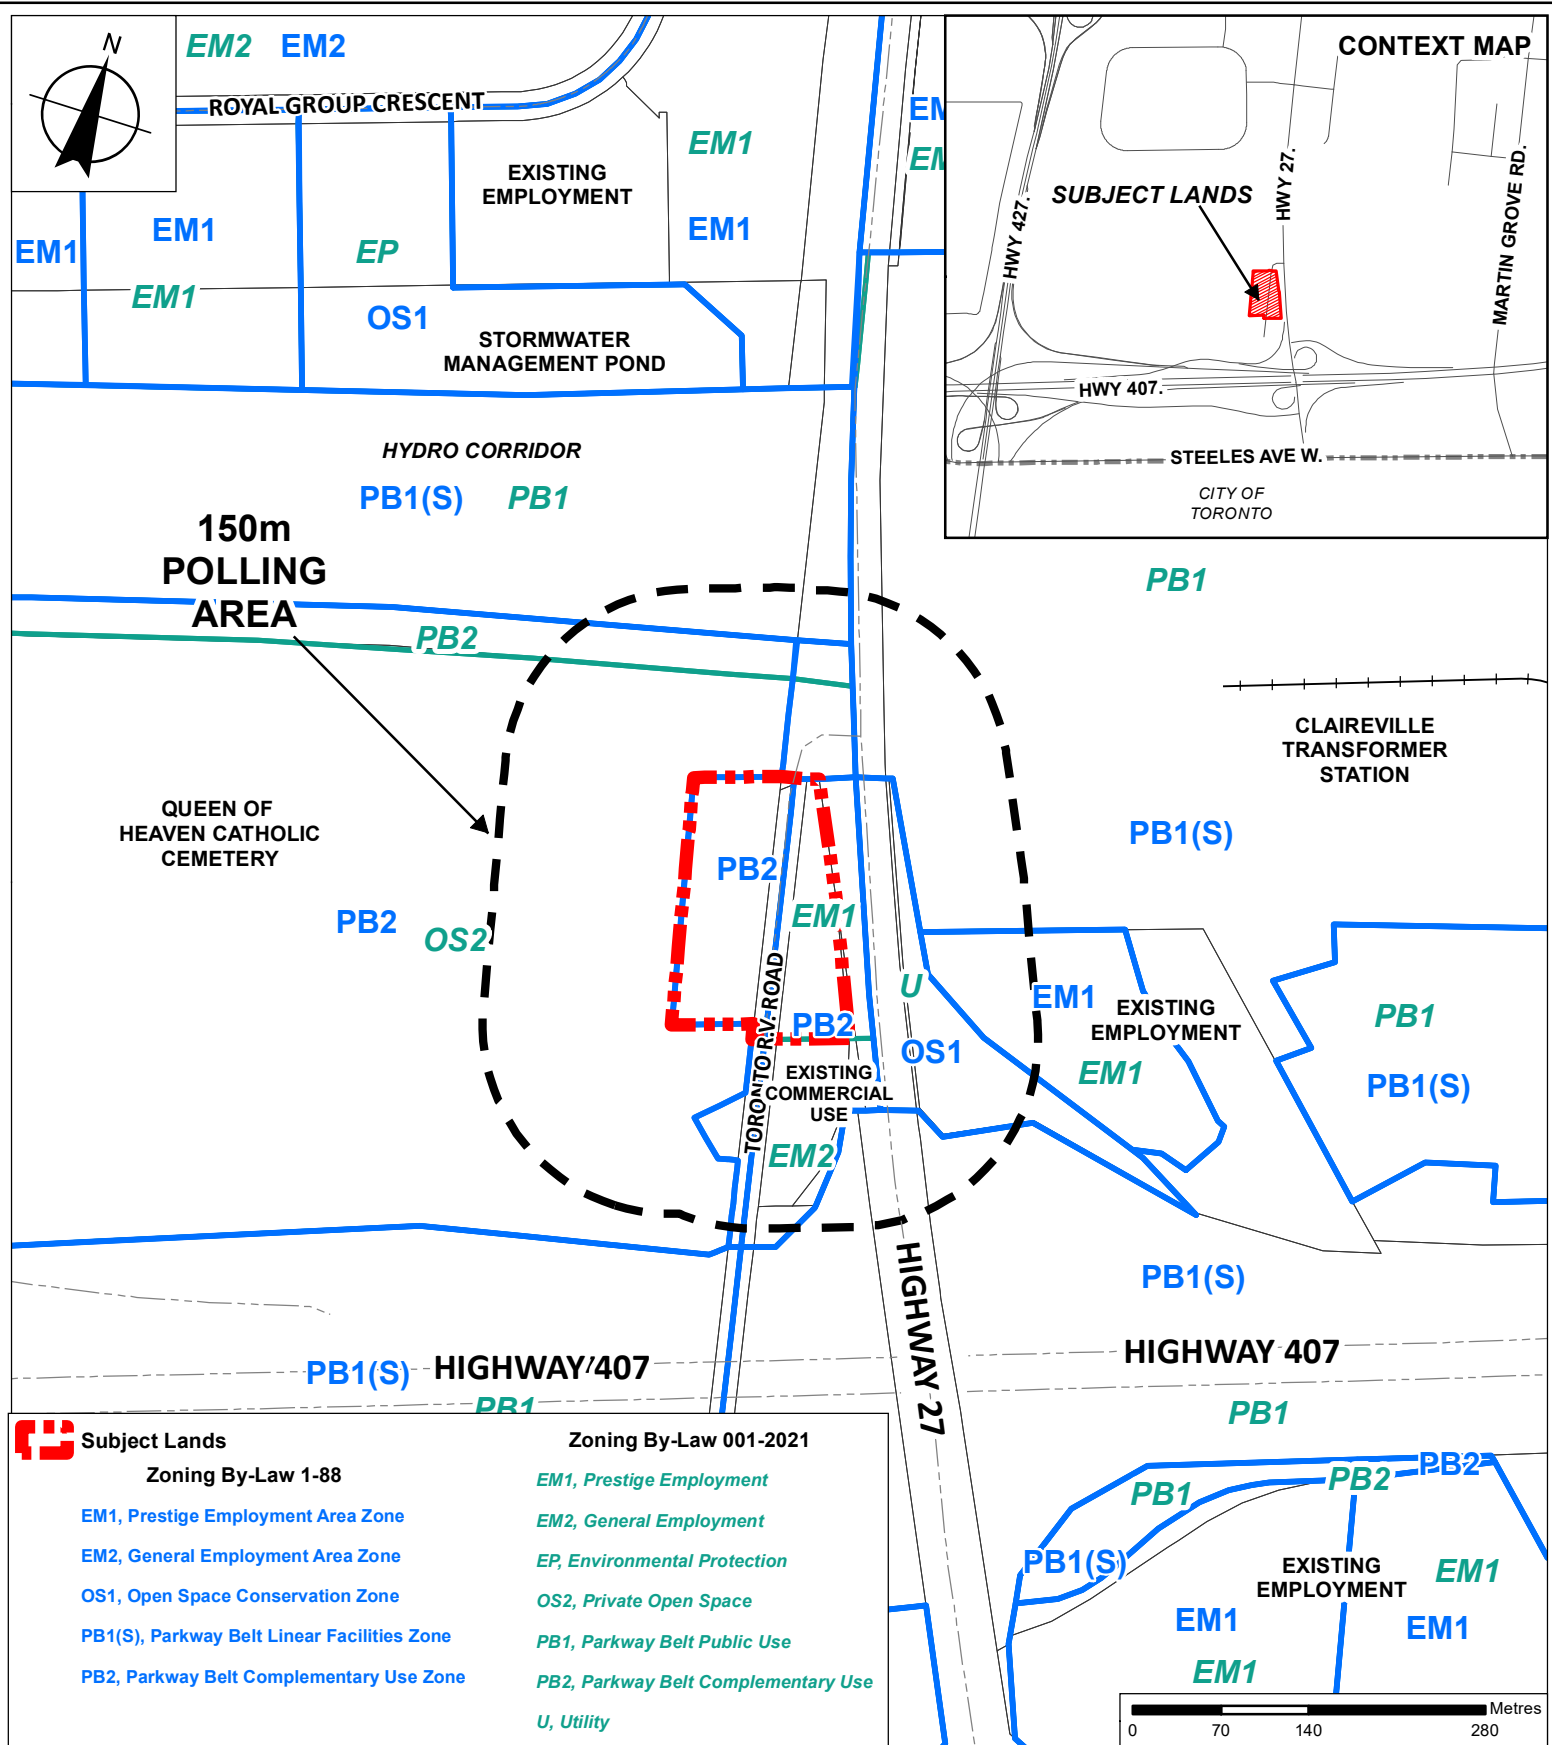 N
EM2 EM2
ROYAL GROUP CRESCENT
EM1
EXISTING
EMPLOYMENT
EM1
EM1
EM1
EM1
EP
OS1
STORMWATER
MANAGEMENT POND
HYDRO CORRIDOR
PB1(S) PB1
150m
POLLING
AREA
PB2
CONTEXT MAP
SUBJECT LANDS
HWY 427.
HWY 27.
MARTIN GROVE RD.
HWY 407.
STEELES AVE W.
CITY OF
TORONTO
PB1
CLAIREVILLE
TRANSFORMER
STATION
PB1(S)
QUEEN OF
HEAVEN CATHOLIC
CEMETERY
PB2
OS2
PB2
EM1
PB2
TORONTO R.V. ROAD
U
OS1
EM1
EXISTING
EMPLOYMENT
EM1
PB1
PB1(S)
EXISTING
COMMERCIAL
USE
EM2
HIGHWAY 27
PB1(S)
PB1(S) HIGHWAY 407
PB1
HIGHWAY 407
PB1
PB2
PB2
PB1
PB1(S)
EXISTING
EMPLOYMENT
EM1
EM1
EM1
EM1
Subject Lands
Zoning By-Law 1-88
EM1, Prestige Employment Area Zone
EM2, General Employment Area Zone
OS1, Open Space Conservation Zone
PB1(S), Parkway Belt Linear Facilities Zone
PB2, Parkway Belt Complementary Use Zone
Zoning By-Law 001-2021
EM1, Prestige Employment
EM2, General Employment
EP, Environmental Protection
OS2, Private Open Space
PB1, Parkway Belt Public Use
PB2, Parkway Belt Complementary Use
U, Utility
Metres
0 70 140 280